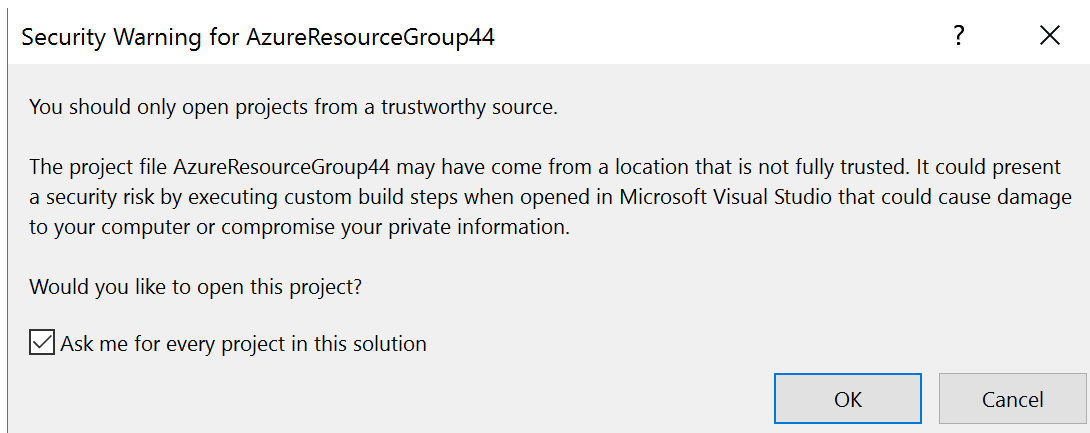 Security Warning for AzureResourceGroup44
?
You should only open projects from a trustworthy source.
The project file AzureResourceGroup44 may have come from a location that is not fully trusted. It could present
a security risk by executing custom build steps when opened in Microsoft Visual Studio that could cause damage
to your computer or compromise your private information.
Would you like to open this project?
Ask me for every project in this solution
OK
Cancel